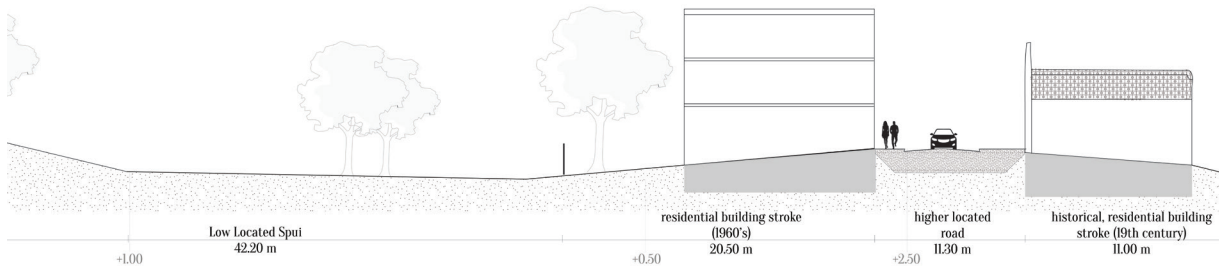 Low Located Spui
42.20 m
residential building stroke
(1960's)
20.50 m
higher located
road
11.30 m
historical, residential building
stroke (19th century)
11.00 m
+1.00
+0.50
+2.50